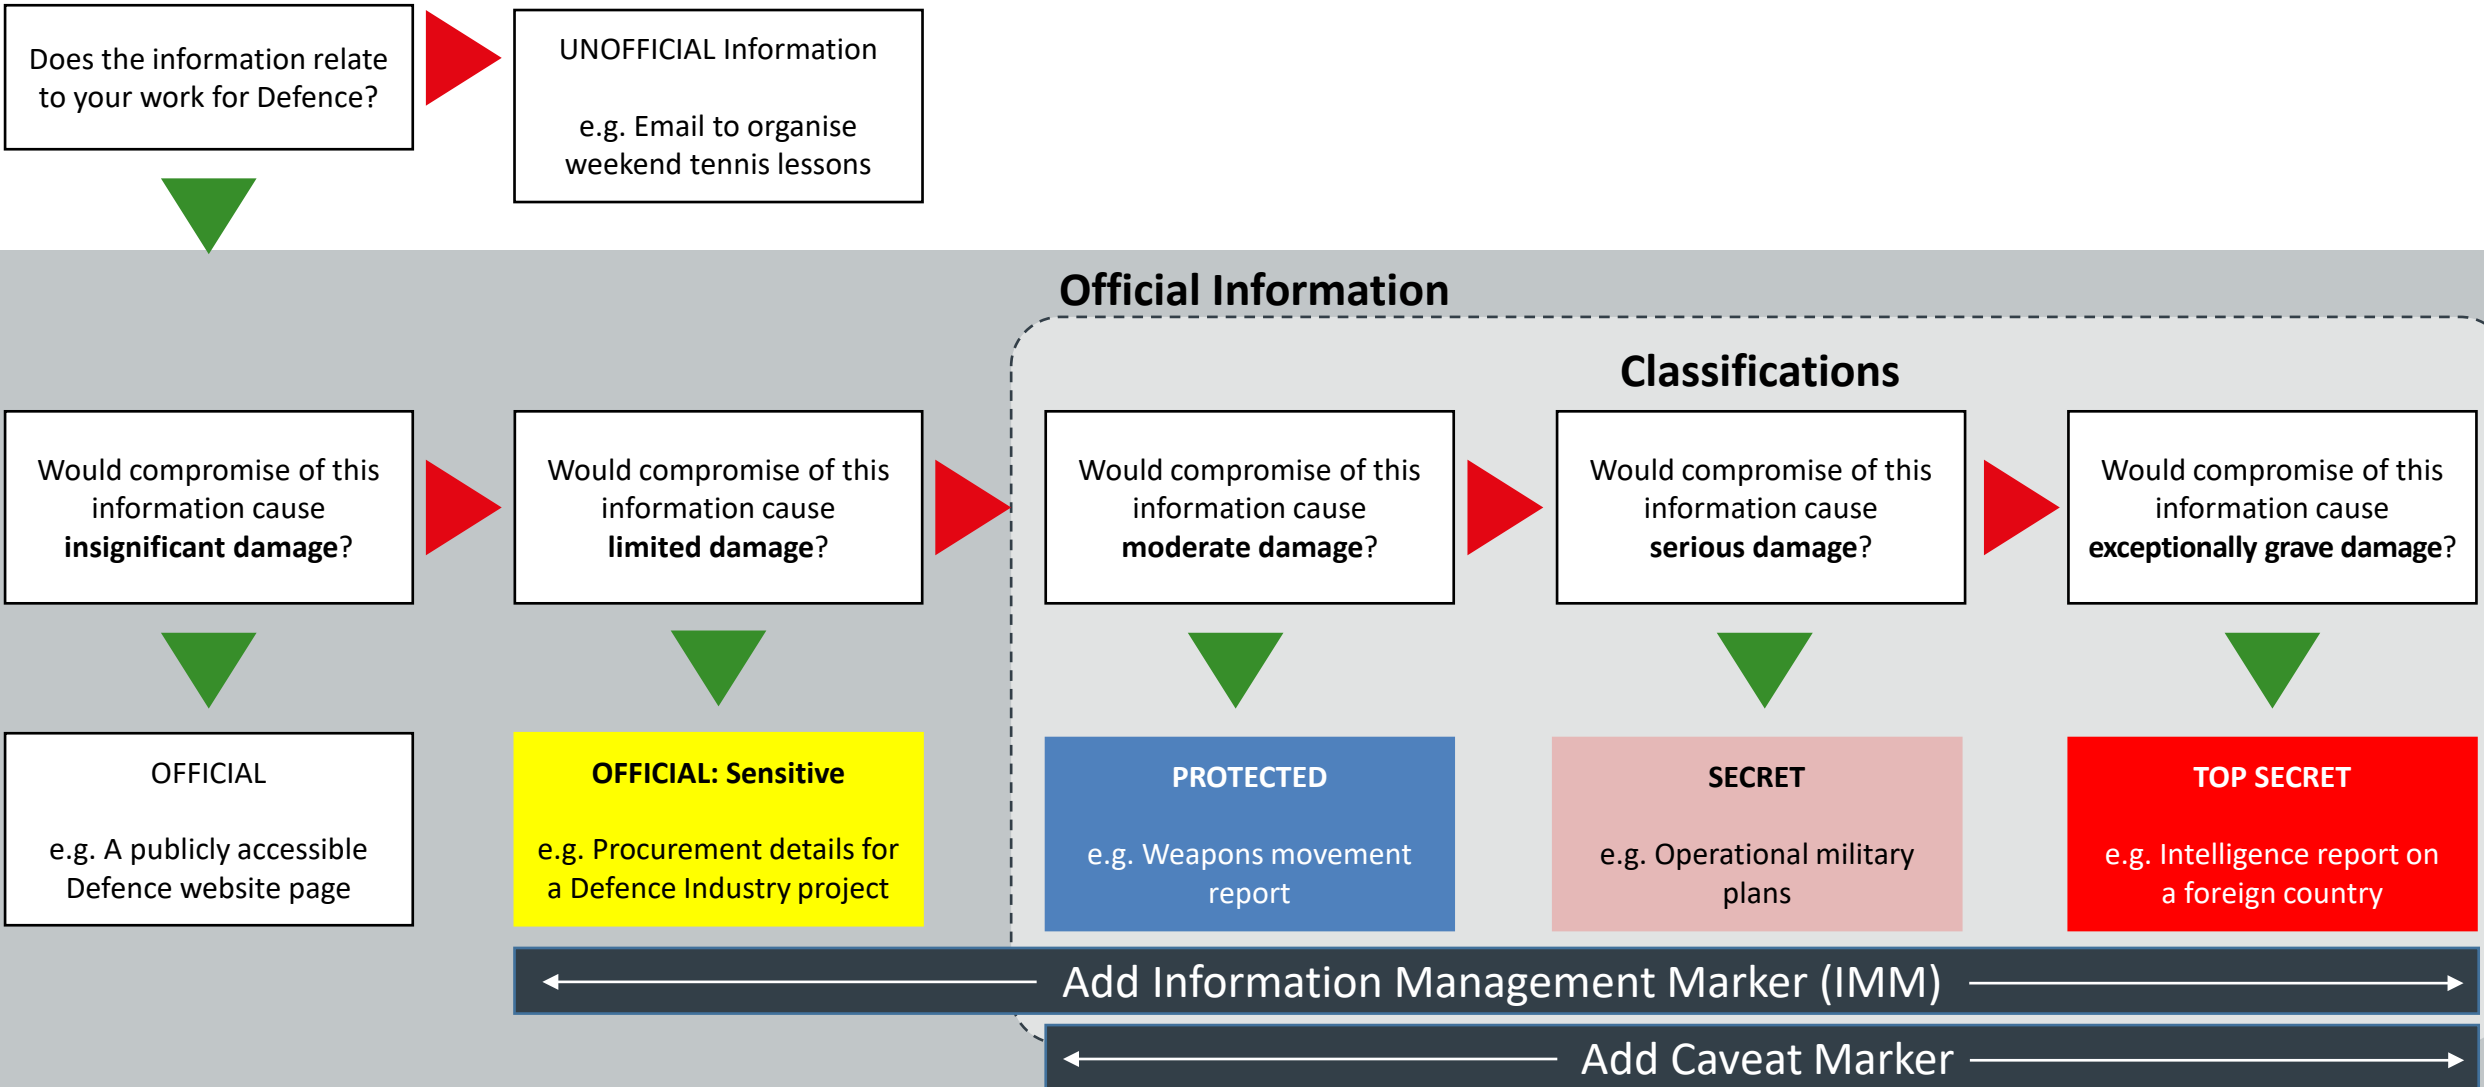 Does the information relate
to your work for Defence?
UNOFFICIAL Information
e.g. Email to organise
weekend tennis lessons
Official Information
Classifications
Would compromise of this
information cause
insignificant damage?
Would compromise of this
information cause
limited damage?
Would compromise of this
information cause
moderate damage?
Would compromise of this
information cause
serious damage?
Would compromise of this
information cause
exceptionally grave damage?
OFFICIAL
e.g. A publicly accessible
Defence website page
OFFICIAL: Sensitive
e.g. Procurement details for
a Defence Industry project
PROTECTED
e.g. Weapons movement
report
SECRET
e.g. Operational military
plans
TOP SECRET
e.g. Intelligence report on
a foreign country
Add Information Management Marker (IMM)
Add Caveat Marker